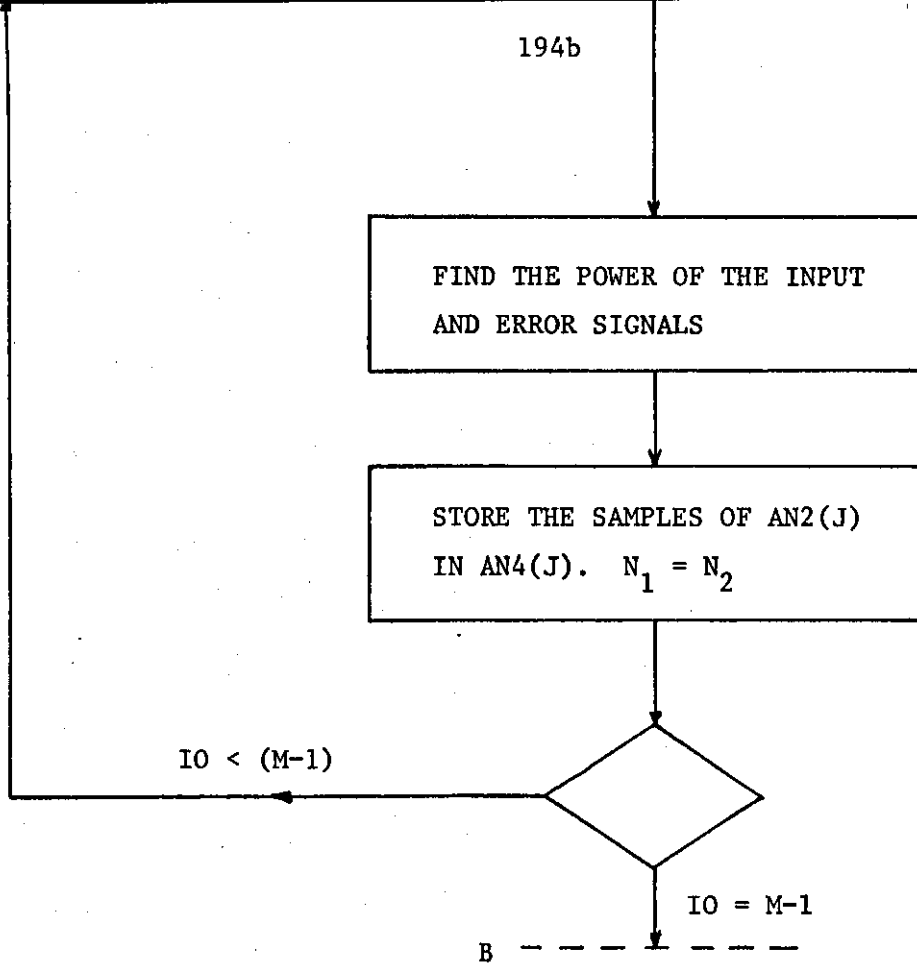 194b
FIND THE POWER OF THE INPUT
AND ERROR SIGNALS
STORE THE SAMPLES OF AN2(J)
IN AN4(J). N₁ = N₂
IO < (M-1)
IO = M-1
B